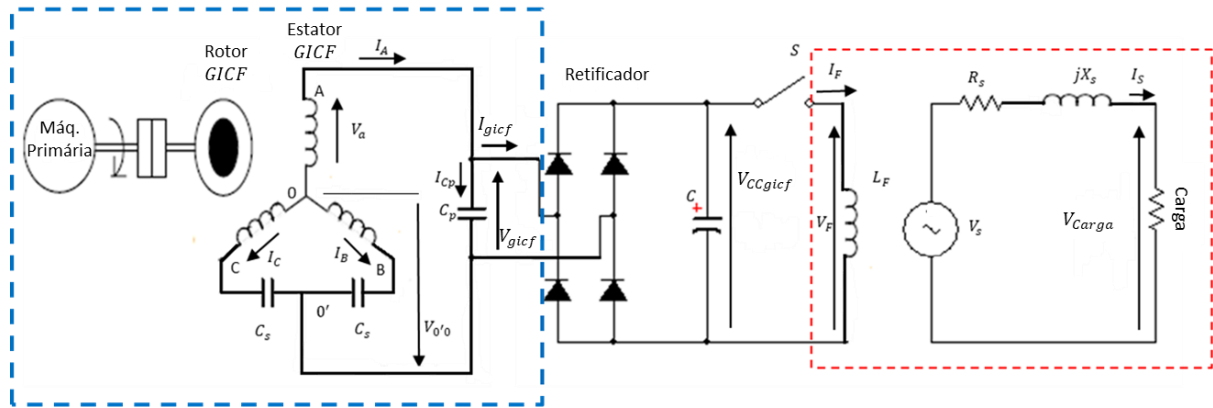 Estator
GICF
Rotor
GICF
I_A
S
A
Retificador
I_F
R_s
jX_s
I_S
Máq.
Primária
V_a
I_gicf
I_Cp
O
C_p
V_gicf
C
+
V_CCgicf
V_F
L_F
V_s
V_Carga
Carga
C
I_C
I_B
B
0'
C_s
C_s
V_0'0